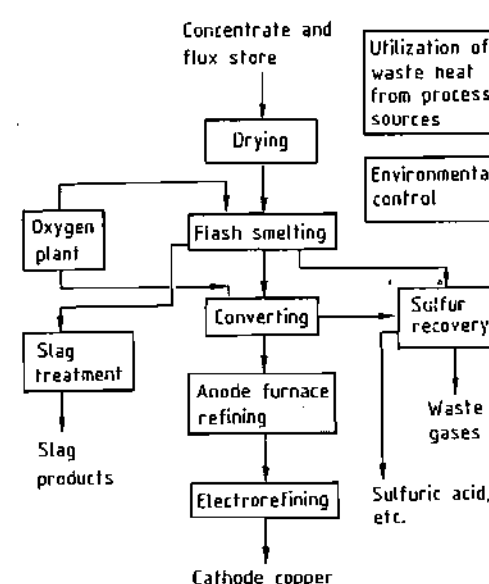 Concentrate and
flux store
Utilization of
waste heat
from process
sources
Drying
Environmenta
control
Oxygen
plant
Flash smelting
Converting
Sulfur
recovery
Slag
treatment
Anode furnace
refining
Waste
gases
Slag
products
Electrorefining
Sulfuric acid,
etc.
Cathode copper